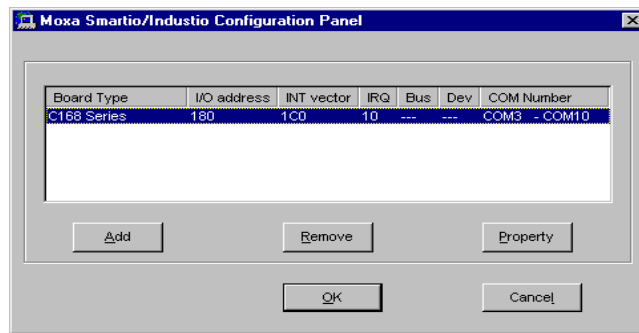 Moxa Smartio/Industio Configuration Panel
Board Type I/O address INT vector IRQ Bus Dev COM Number
C168 Series 180 1C0 10 --- --- COM3 - COM10
Add Remove Property
OK Cancel